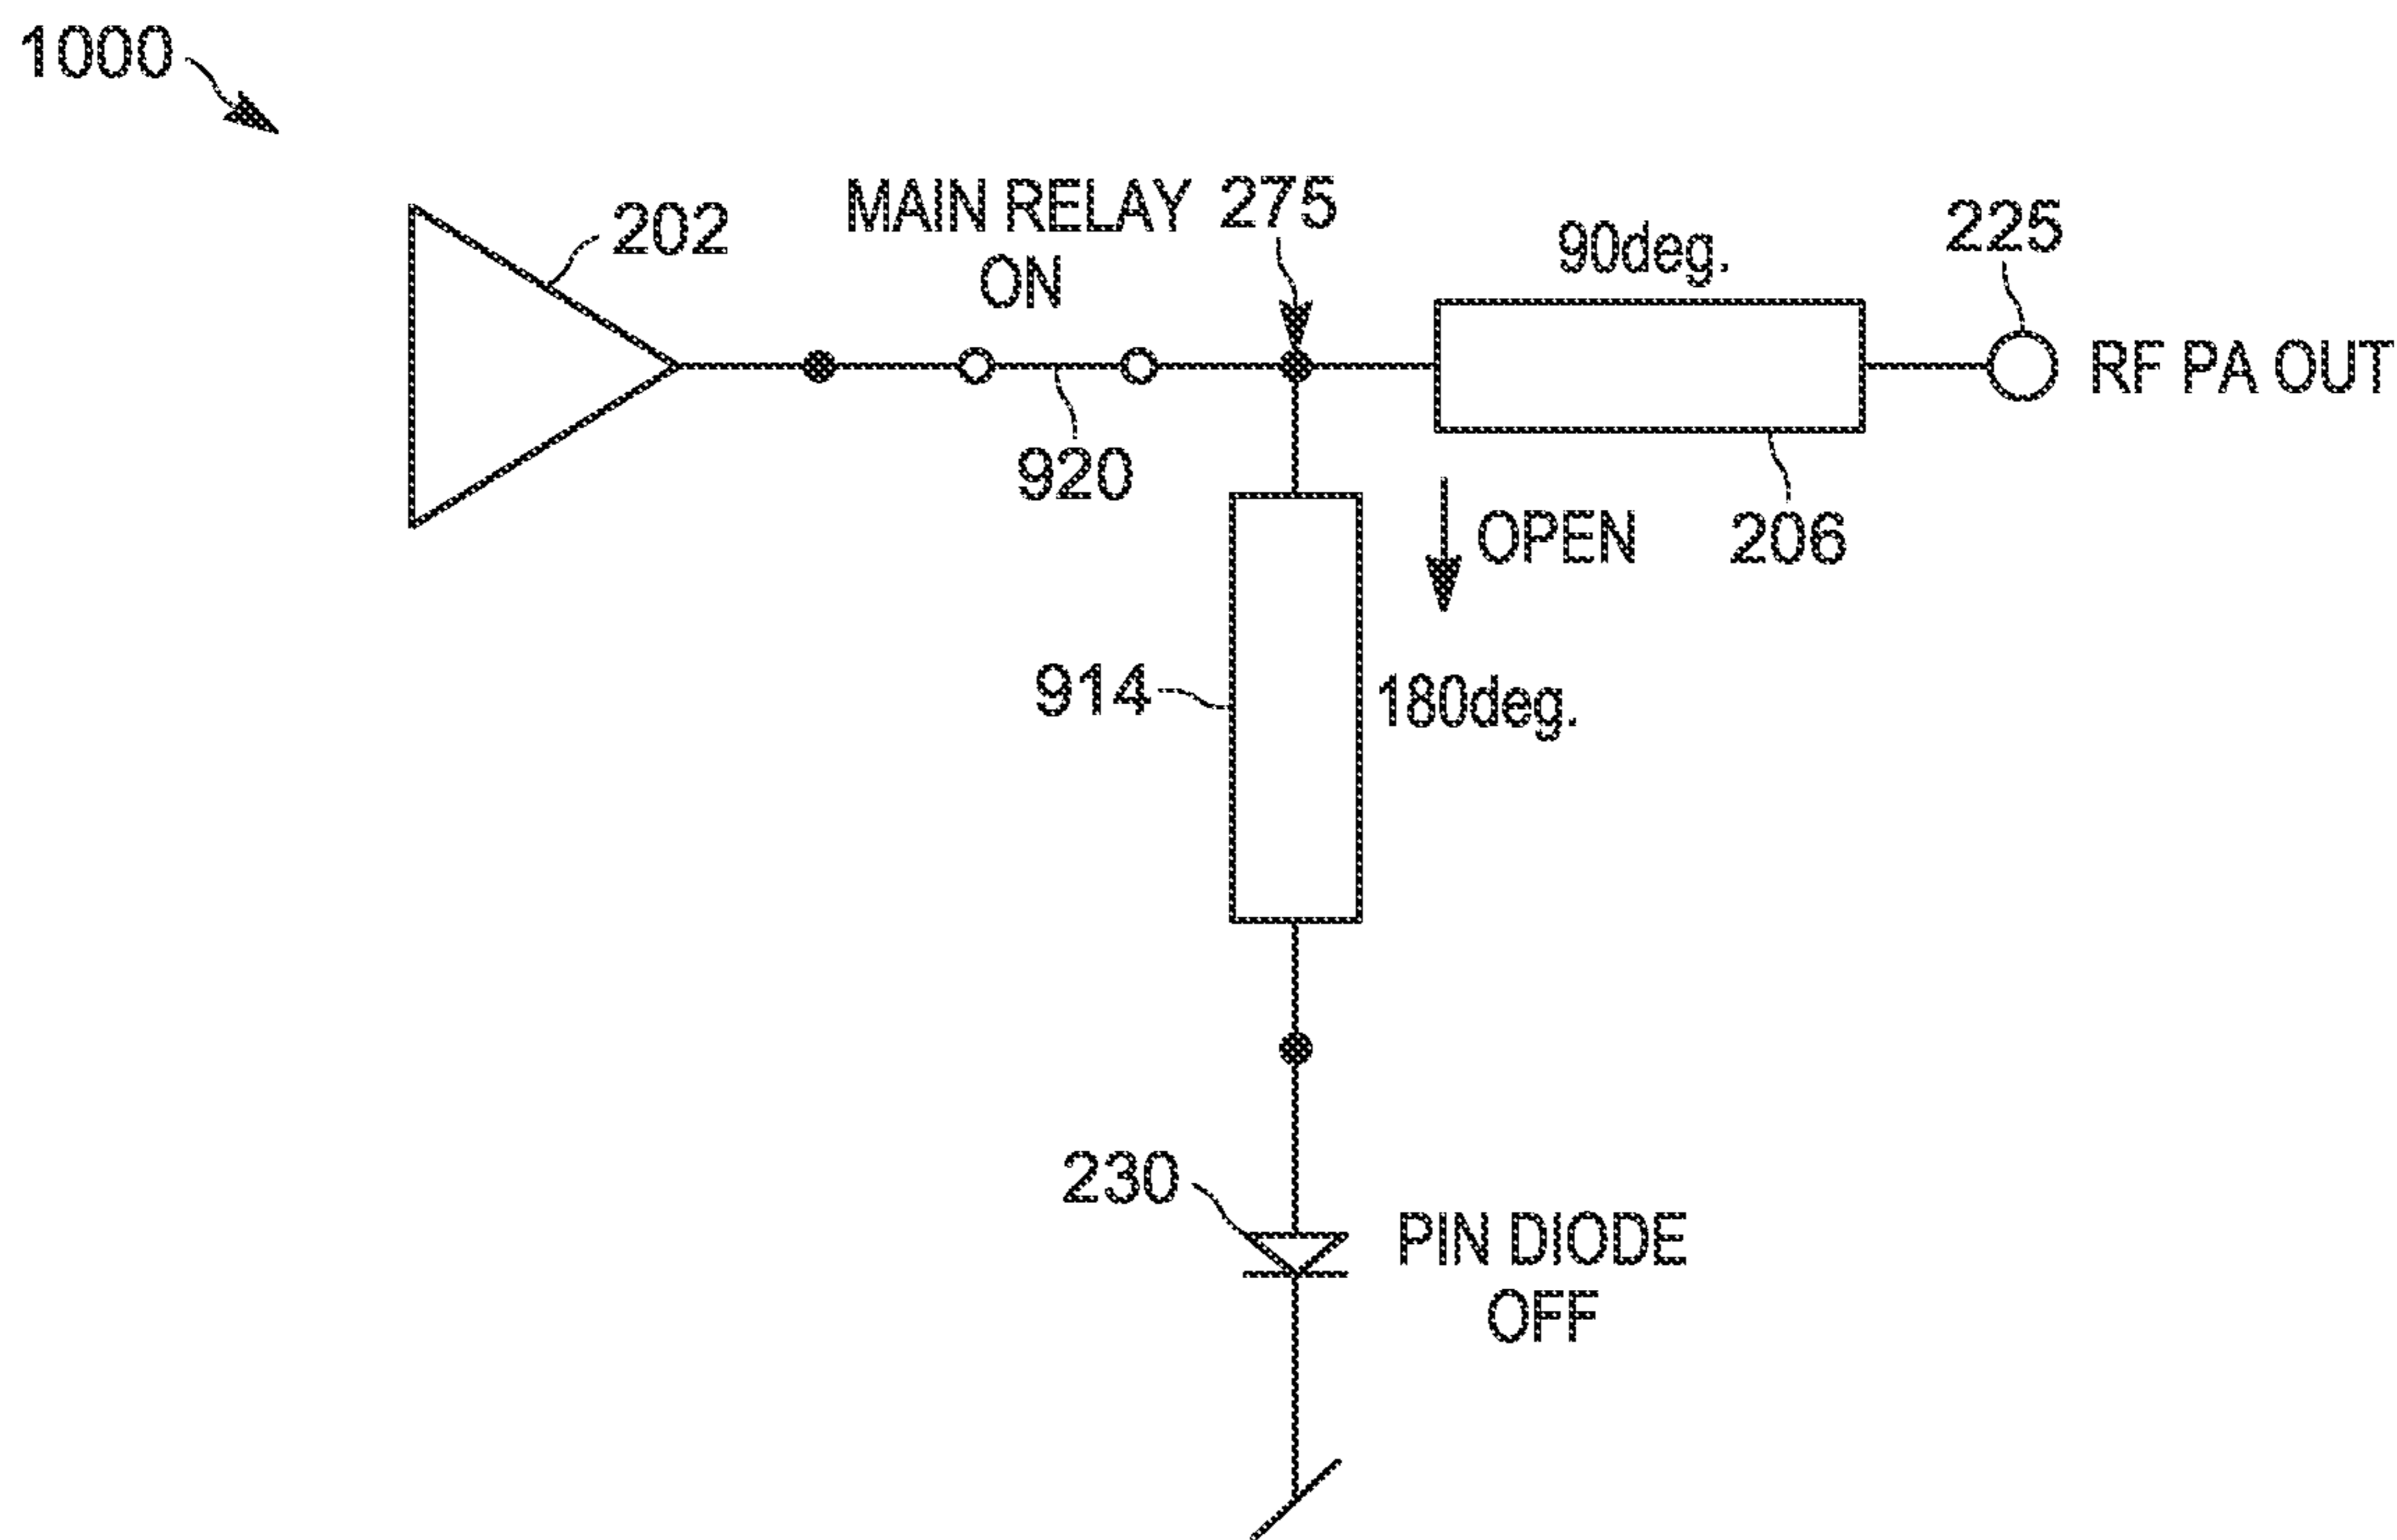 1000
202
MAIN RELAY
ON
275
90deg.
225
RF PA OUT
920
OPEN
206
914
180deg.
230
PIN DIODE
OFF